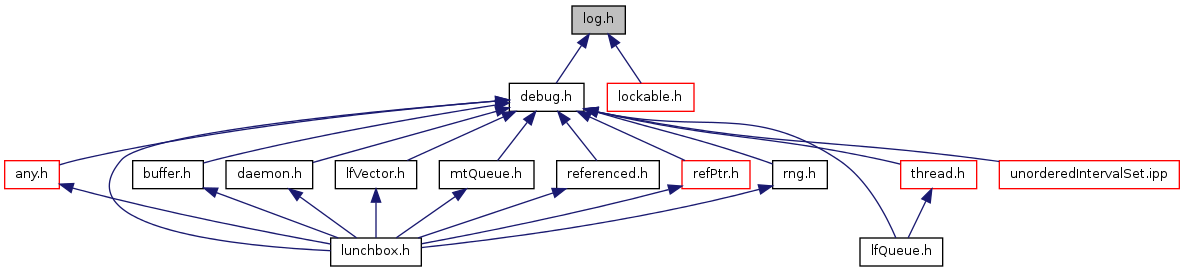 log.h
debug.h
lockable.h
any.h
buffer.h
daemon.h
lfVector.h
mtQueue.h
referenced.h
refPtr.h
rng.h
thread.h
unorderedIntervalSet.ipp
lunchbox.h
lfQueue.h